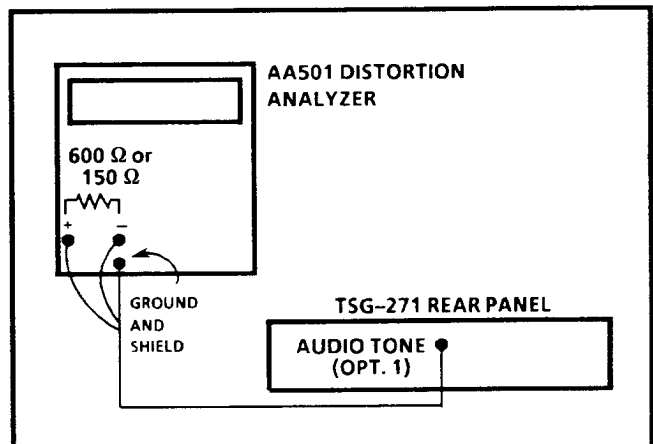 AA501 DISTORTION
ANALYZER
600 Ω or
150 Ω
+ −
GROUND
AND
SHIELD
TSG–271 REAR PANEL
AUDIO TONE
(OPT. 1)